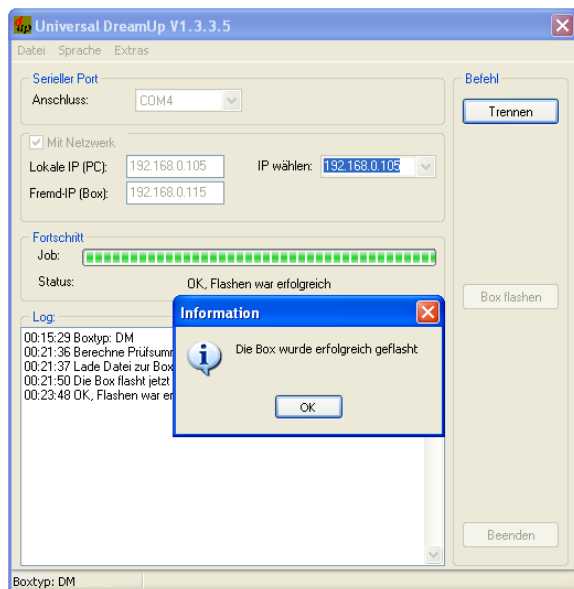 Universal DreamUp V1.3.3.5
Datei Sprache Extras
Serieller Port
Anschluss: COM4
Mit Netzwerk
Lokale IP (PC): 192.168.0.105 IP wählen: 192.168.0.105
Fremd-IP (Box): 192.168.0.115
Befehl
Trennen
Box flashen
Beenden
Fortschritt
Job:
Status: OK, Flashen war erfolgreich
Log:
00:15:29 Boxtyp: DM
00:21:36 Berechne
00:21:37 Lade Datei zur Box
00:21:50 Die Box flasht jetzt
00:23:48 OK, Flashen war
Information
Die Box wurde erfolgreich geflasht
OK
Boxtyp: DM